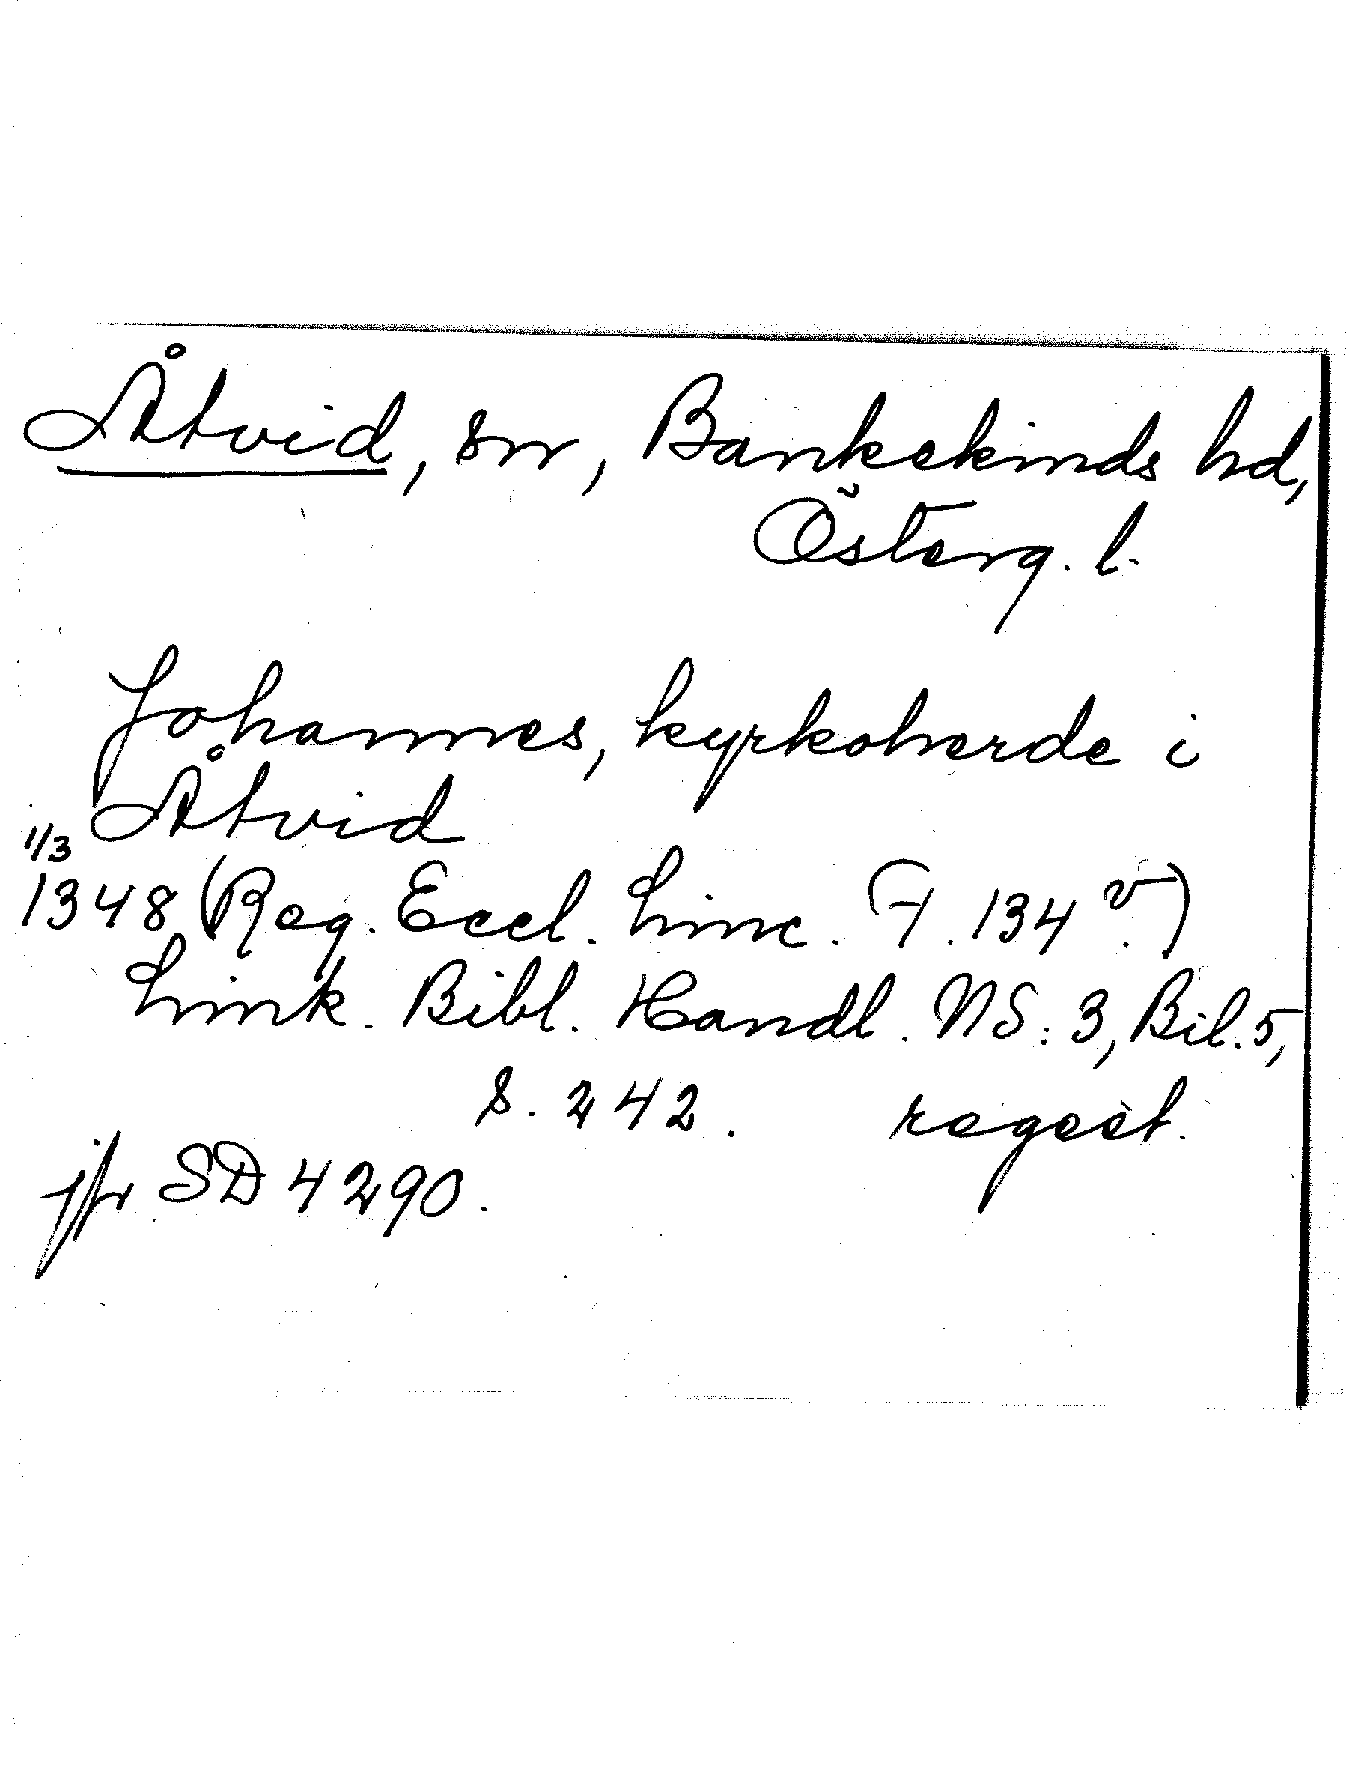 Åtvid, sn, Bankekinds hd,
Österg. l.
Johannes, kyrkoherde i
Åtvid
1/3
1348 (Reg. Eccl. Linc. F. 134 v.)
Link. Bibl. Handl. NS: 3, Bil. 5,
s. 242. regest.
jfr SD 4290.